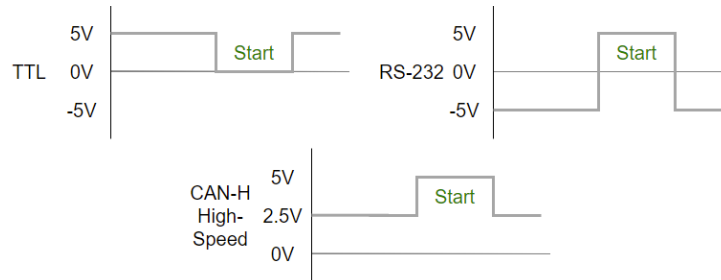 5V
TTL 0V
-5V
Start
5V
RS-232 0V
-5V
Start
CAN-H
High-
Speed
5V
2.5V
0V
Start